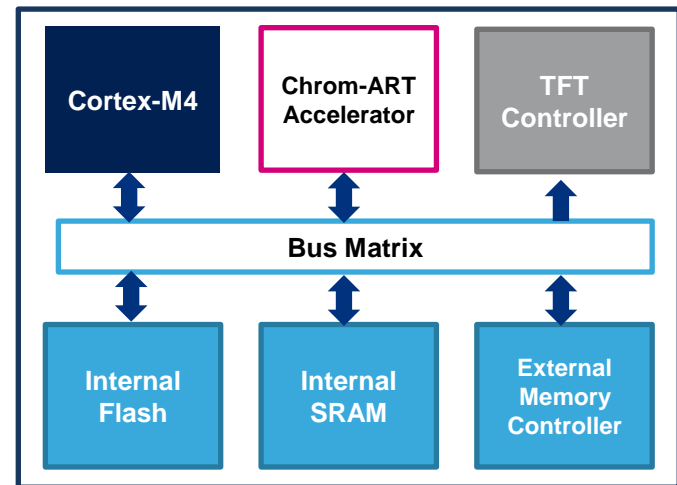 Cortex-M4
Chrom-ART
Accelerator
TFT
Controller
Bus Matrix
Internal
Flash
Internal
SRAM
External
Memory
Controller